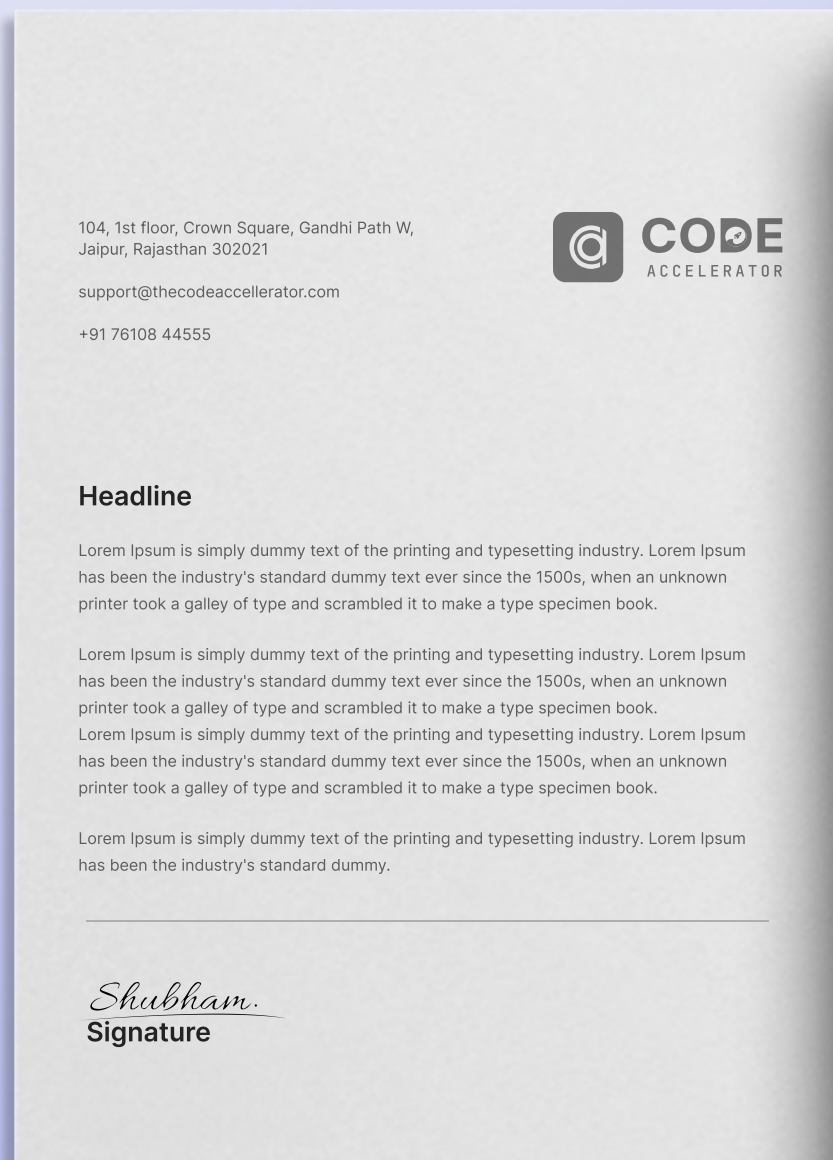 104, 1st floor, Crown Square, Gandhi Path W,
Jaipur, Rajasthan 302021
support@thecodeaccellerator.com
+91 76108 44555
CODE
ACCELERATOR
Headline
Lorem Ipsum is simply dummy text of the printing and typesetting industry. Lorem Ipsum
has been the industry's standard dummy text ever since the 1500s, when an unknown
printer took a galley of type and scrambled it to make a type specimen book.
Lorem Ipsum is simply dummy text of the printing and typesetting industry. Lorem Ipsum
has been the industry's standard dummy text ever since the 1500s, when an unknown
printer took a galley of type and scrambled it to make a type specimen book.
Lorem Ipsum is simply dummy text of the printing and typesetting industry. Lorem Ipsum
has been the industry's standard dummy text ever since the 1500s, when an unknown
printer took a galley of type and scrambled it to make a type specimen book.
Lorem Ipsum is simply dummy text of the printing and typesetting industry. Lorem Ipsum
has been the industry's standard dummy.
Shubham.
Signature